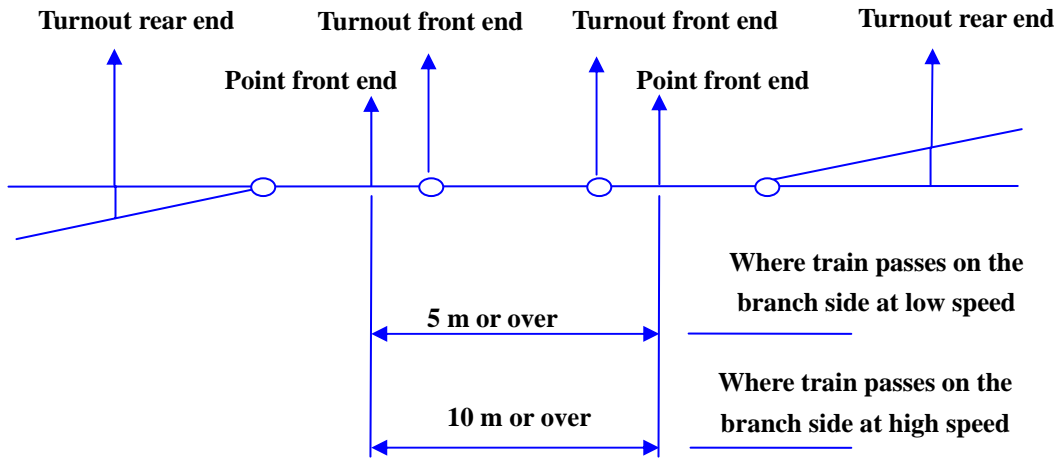 Turnout rear end
Turnout front end
Turnout front end
Turnout rear end
Point front end
Point front end
Where train passes on the
branch side at low speed
5 m or over
Where train passes on the
branch side at high speed
10 m or over